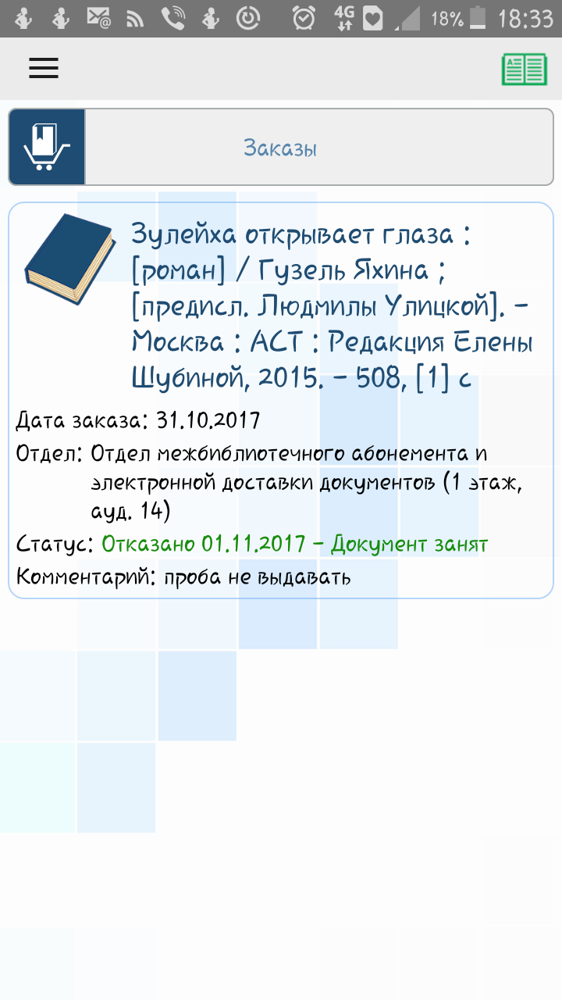 4G 18% 18:33
Заказы
Зулейха открывает глаза :
[роман] / Гузель Яхина ;
[предисл. Людмилы Улицкой]. –
Москва : АСТ : Редакция Елены
Шубиной, 2015. – 508, [1] с
Дата заказа: 31.10.2017
Отдел: Отдел межбиблиотечного абонемента и
электронной доставки документов (1 этаж,
ауд. 14)
Статус: Отказано 01.11.2017 – Документ занят
Комментарий: проба не выдавать